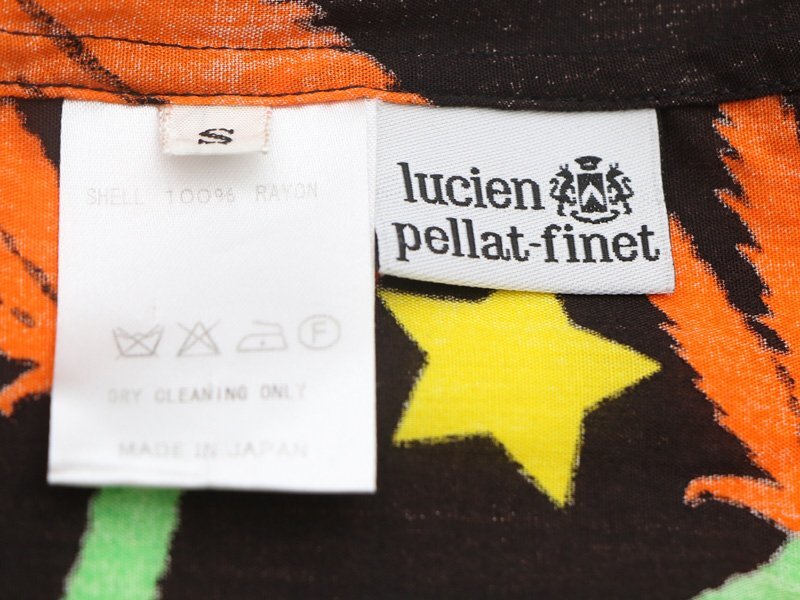 S
SHELL 100% RAYON
F
DRY CLEANING ONLY
MADE IN JAPAN
lucien
pellat-finet